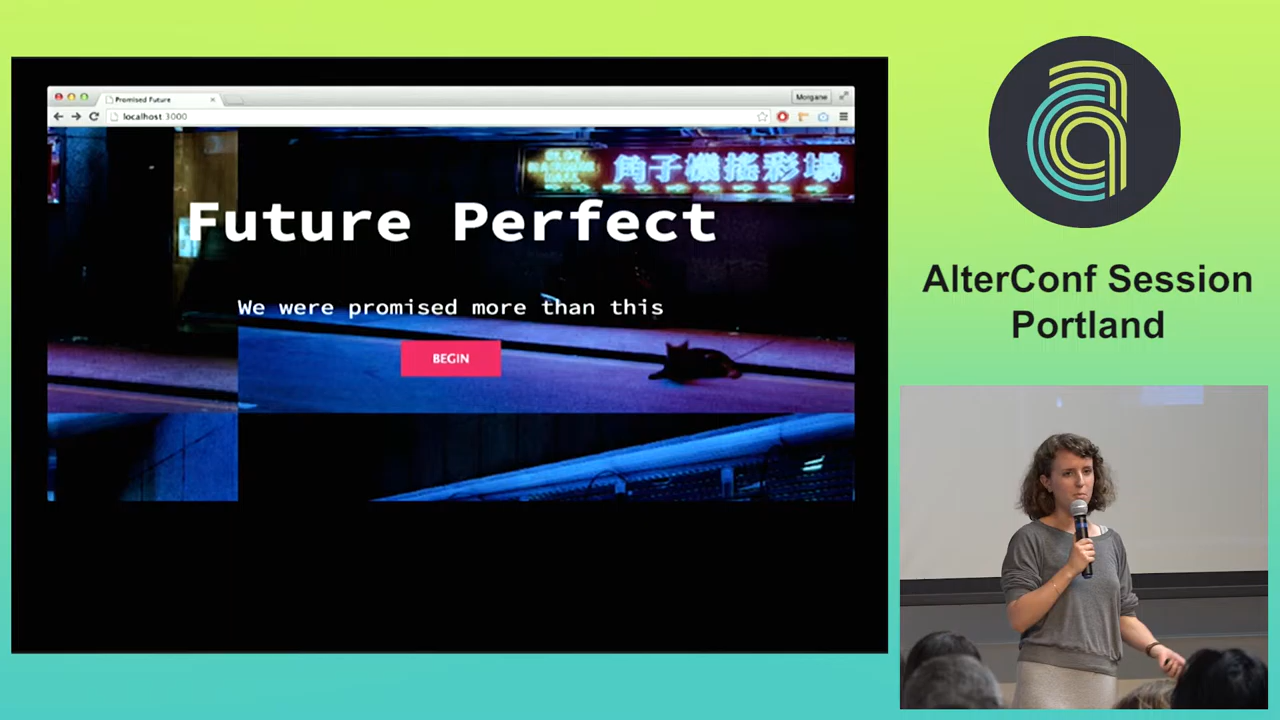 Promised Future
Morgane
localhost 3000
角子機搖彩場
Future Perfect
We were promised more than this
BEGIN
AlterConf Session
Portland